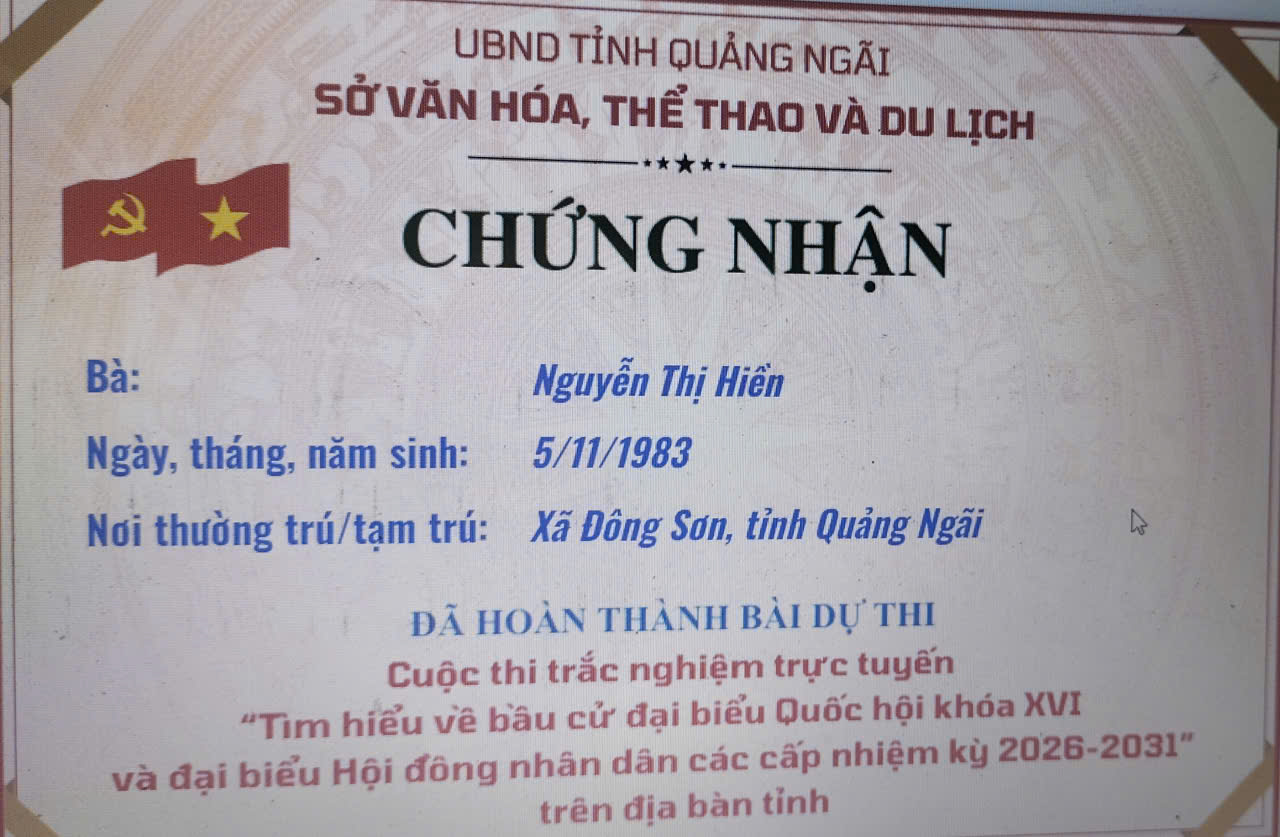 UBND TỈNH QUẢNG NGÃI
SỞ VĂN HÓA, THỂ THAO VÀ DU LỊCH
CHỨNG NHẬN
Bà: Nguyễn Thị Hiền
Ngày, tháng, năm sinh: 5/11/1983
Nơi thường trú/tạm trú: Xã Đông Sơn, tỉnh Quảng Ngãi
ĐÃ HOÀN THÀNH BÀI DỰ THI
Cuộc thi trắc nghiệm trực tuyến
“Tìm hiểu về bầu cử đại biểu Quốc hội khóa XVI
và đại biểu Hội đồng nhân dân các cấp nhiệm kỳ 2026-2031”
trên địa bàn tỉnh